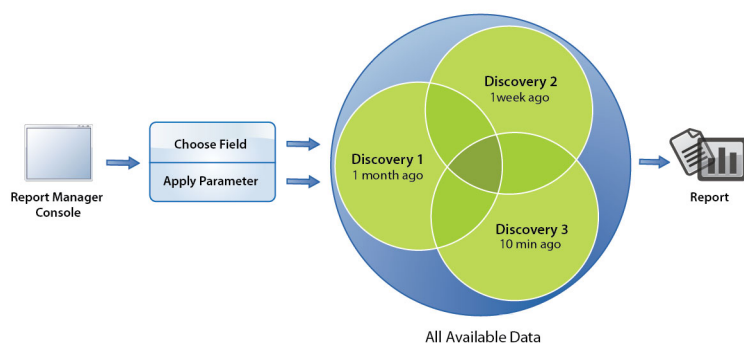 Report Manager
Console
Choose Field
Apply Parameter
Discovery 1
1 month ago
Discovery 2
1week ago
Discovery 3
10 min ago
Report
All Available Data